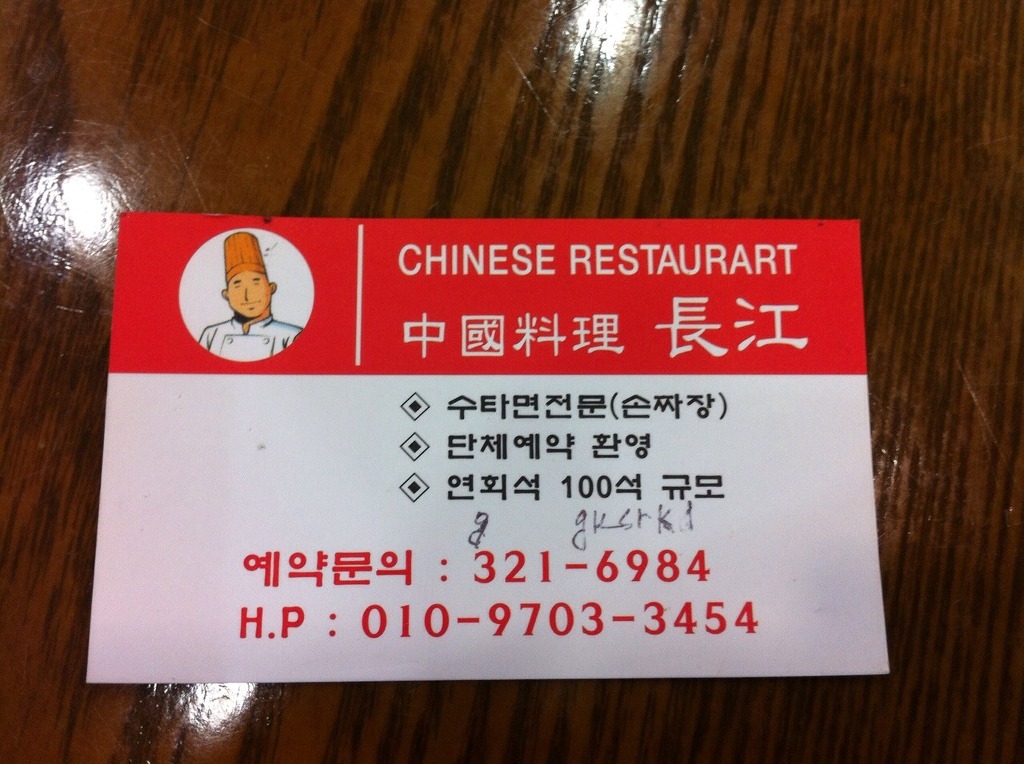 CHINESE RESTAURART
中國料理 長江
수타면전문(손짜장)
단체예약 환영
연회석 100석 규모
g gksrkd
예약문의 : 321-6984
H.P : 010-9703-3454